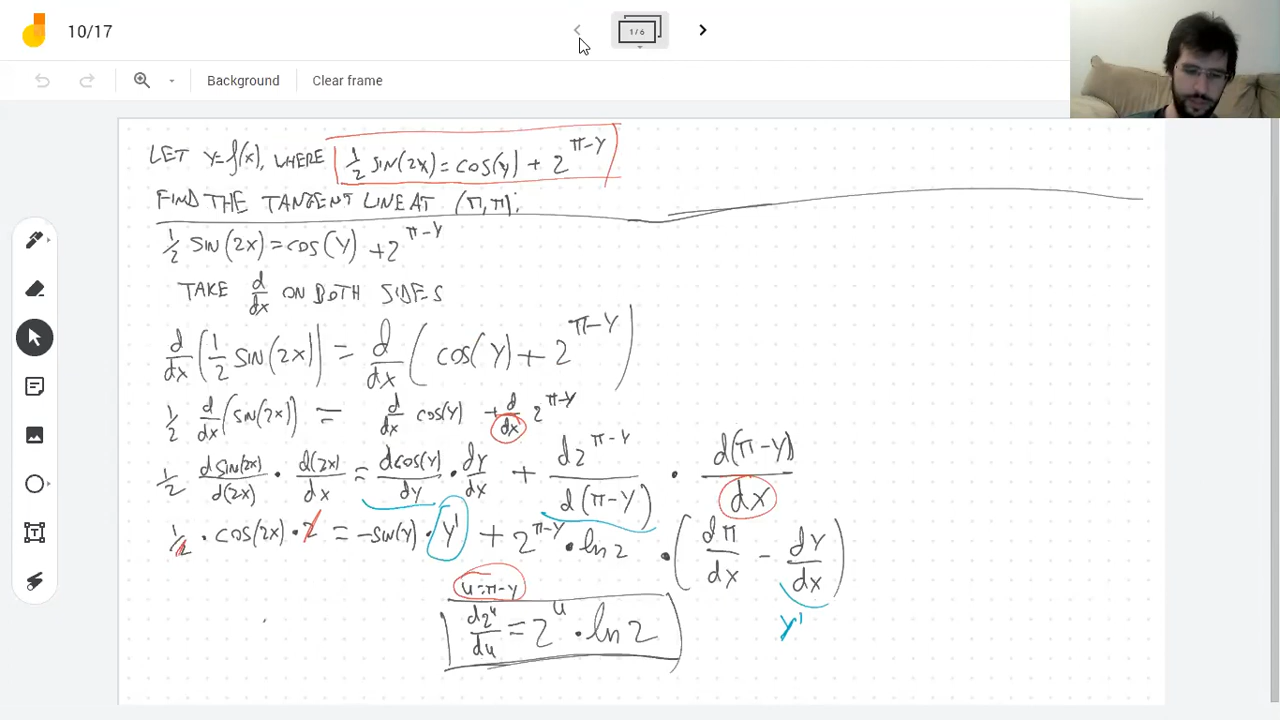 10/17
1/6
Background
Clear frame
LET Y=f(x), WHERE 1/2 SIN(2X)=COS(Y)+2^(π-Y)
FIND THE TANGENT LINE AT (π,π);
1/2 SIN(2X)=COS(Y)+2^(π-Y)
TAKE d/dx ON BOTH SIDES
d/dx (1/2 SIN(2X)) = d/dx (COS(Y)+2^(π-Y))
1/2 d/dx (SIN(2X)) = d/dx COS(Y) + d/dx 2^(π-Y)
1/2 dSIN(2X)/d(2X) · d(2X)/dx = dCOS(Y)/dy · dy/dx + d2^(π-Y)/d(π-Y) · d(π-Y)/dx
1/2 · COS(2X) · 2 = -SIN(Y) · Y' + 2^(π-Y) · ln 2 · (dπ/dx - dy/dx)
u=π-Y
Y'
d2^u/du = 2^u · ln 2